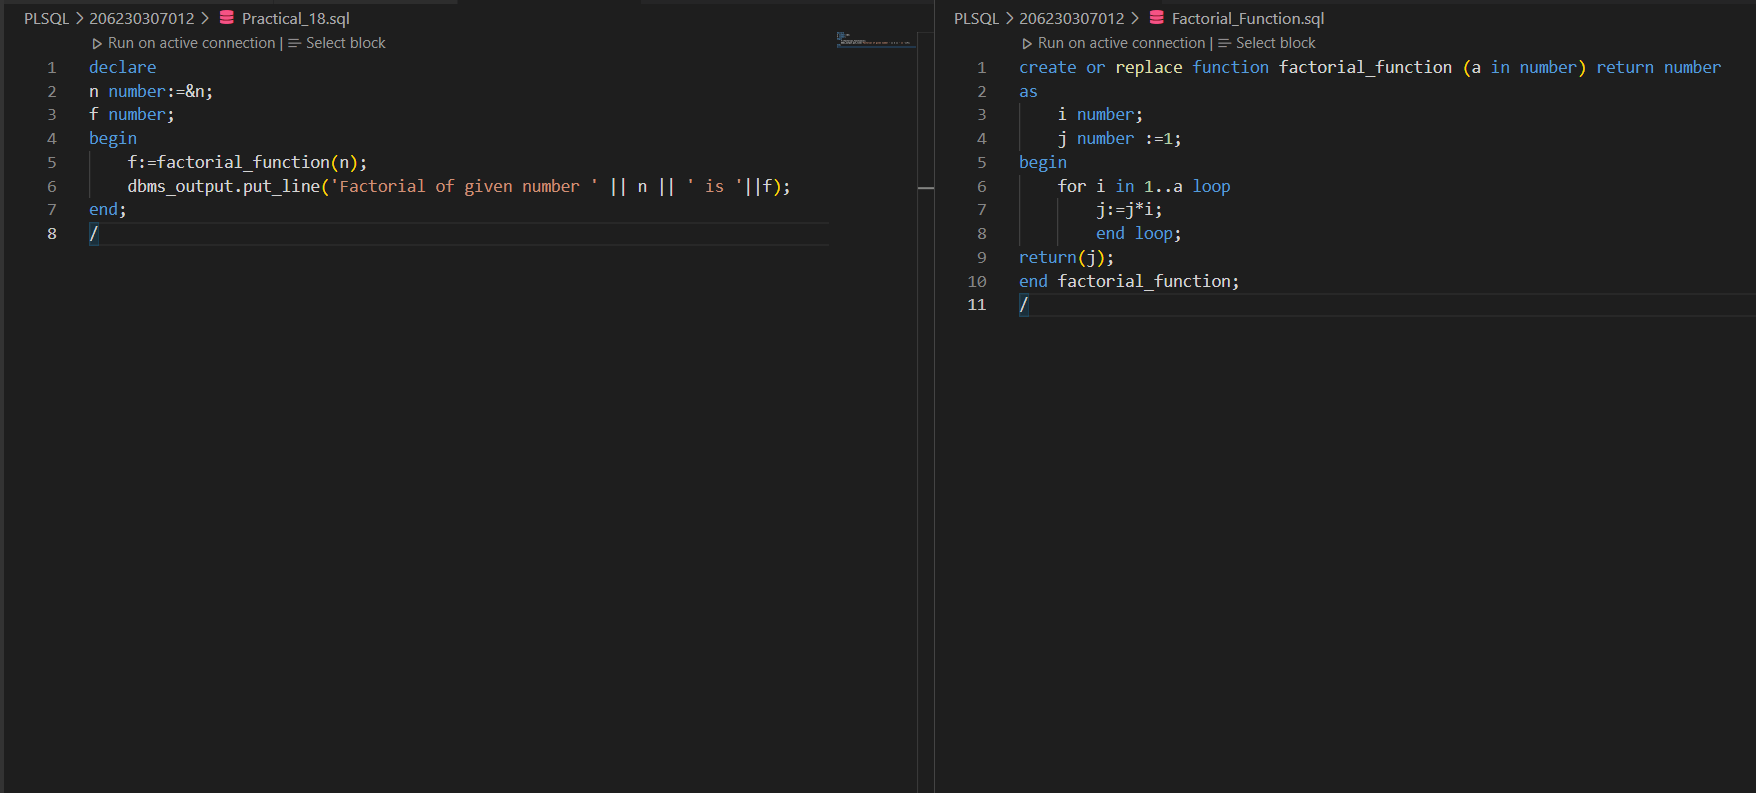 PLSQL > 206230307012 > Practical_18.sql
Run on active connection | Select block
1 declare
2 n number:=&n;
3 f number;
4 begin
5 f:=factorial_function(n);
6 dbms_output.put_line('Factorial of given number ' || n || ' is '||f);
7 end;
8 /
PLSQL > 206230307012 > Factorial_Function.sql
Run on active connection | Select block
1 create or replace function factorial_function (a in number) return number
2 as
3 i number;
4 j number :=1;
5 begin
6 for i in 1..a loop
7 j:=j*i;
8 end loop;
9 return(j);
10 end factorial_function;
11 /